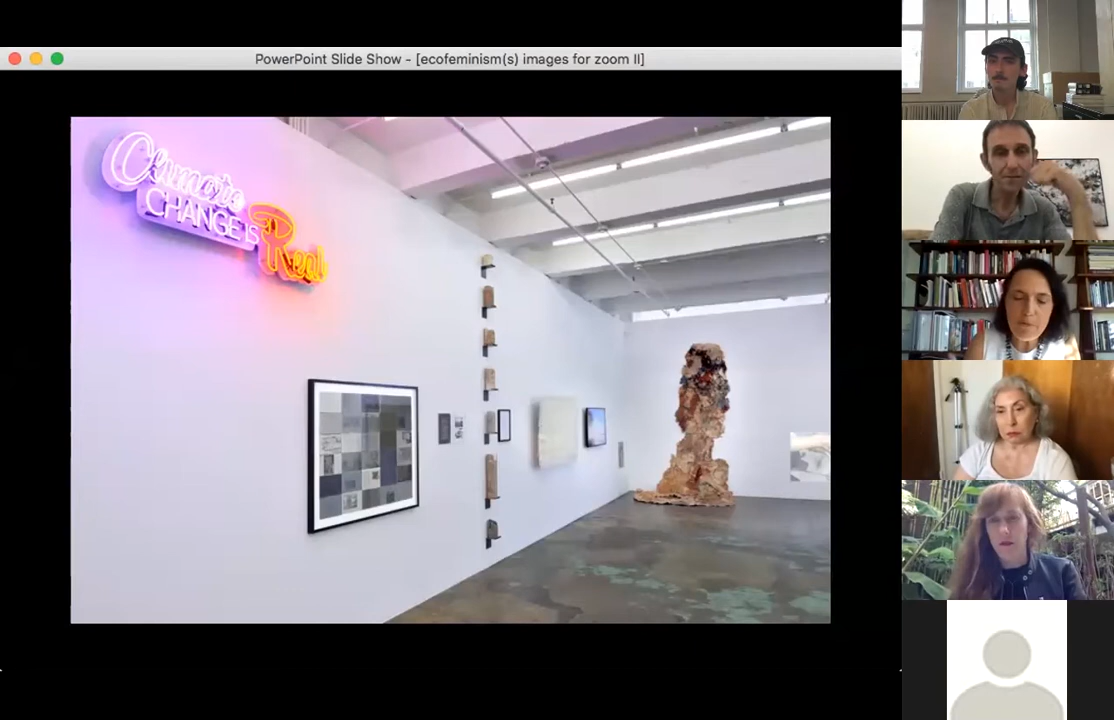 PowerPoint Slide Show - [ecofeminism(s) images for zoom II]
Climate
CHANGE IS
Real